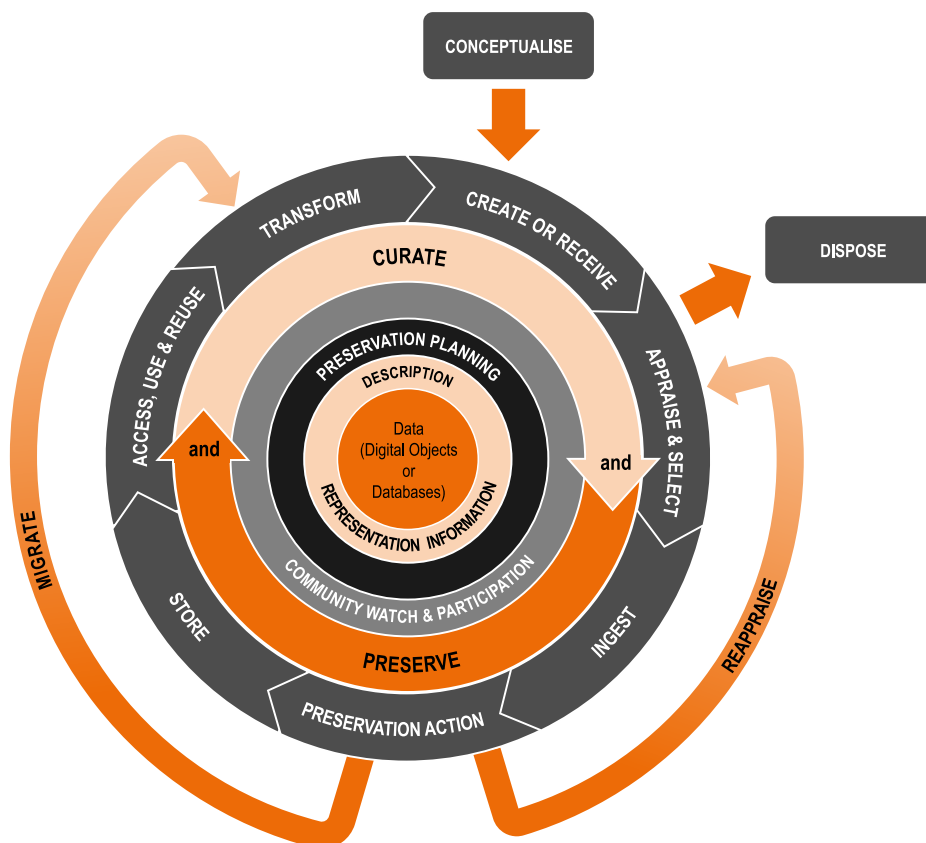 CONCEPTUALISE
DISPOSE
CREATE OR RECEIVE
APPRAISE & SELECT
INGEST
PRESERVATION ACTION
STORE
ACCESS, USE & REUSE
TRANSFORM
MIGRATE
REAPPRAISE
CURATE
and
PRESERVE
and
COMMUNITY WATCH & PARTICIPATION
PRESERVATION PLANNING
DESCRIPTION
REPRESENTATION INFORMATION
Data
(Digital Objects
or
Databases)